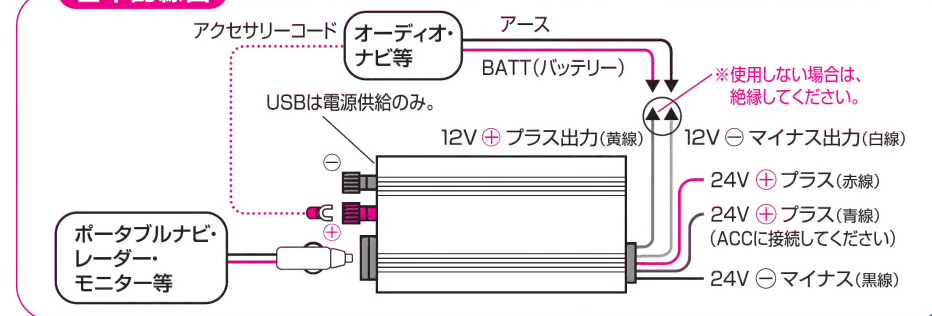 アクセサリーコード
オーディオ・
ナビ等
アース
BATT(バッテリー)
※使用しない場合は、
絶縁してください。
USBは電源供給のみ。
12V⊕プラス出力(黄線)
12V⊖マイナス出力(白線)
⊖
⊕
24V⊕プラス(赤線)
24V⊕プラス(青線)
(ACCに接続してください)
24V⊖マイナス(黒線)
ポータブルナビ・
レーダー・
モニター等